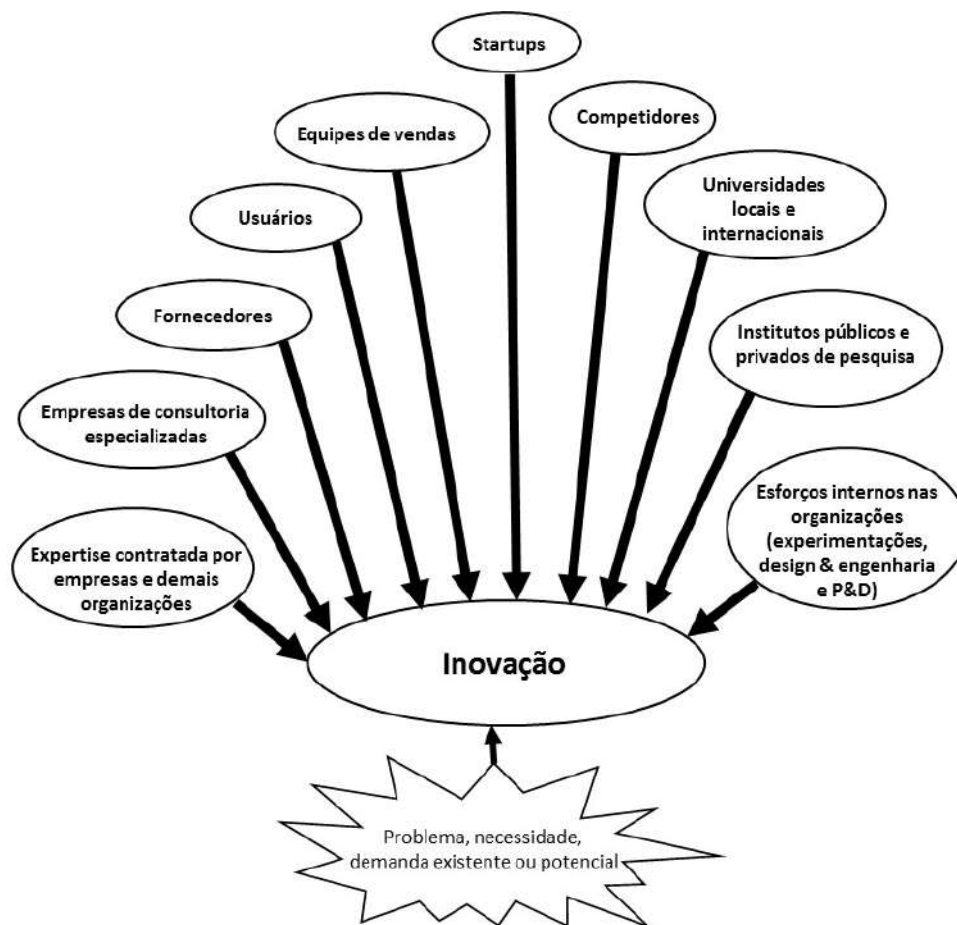 Startups
Competidores
Equipes de vendas
Universidades
locais e
internacionais
Usuários
Fornecedores
Institutos públicos e
privados de pesquisa
Empresas de consultoria
especializadas
Esforços internos nas
organizações
(experimentações,
design & engenharia
e P&D)
Expertise contratada por
empresas e demais
organizações
Inovação
Problema, necessidade,
demanda existente ou potencial